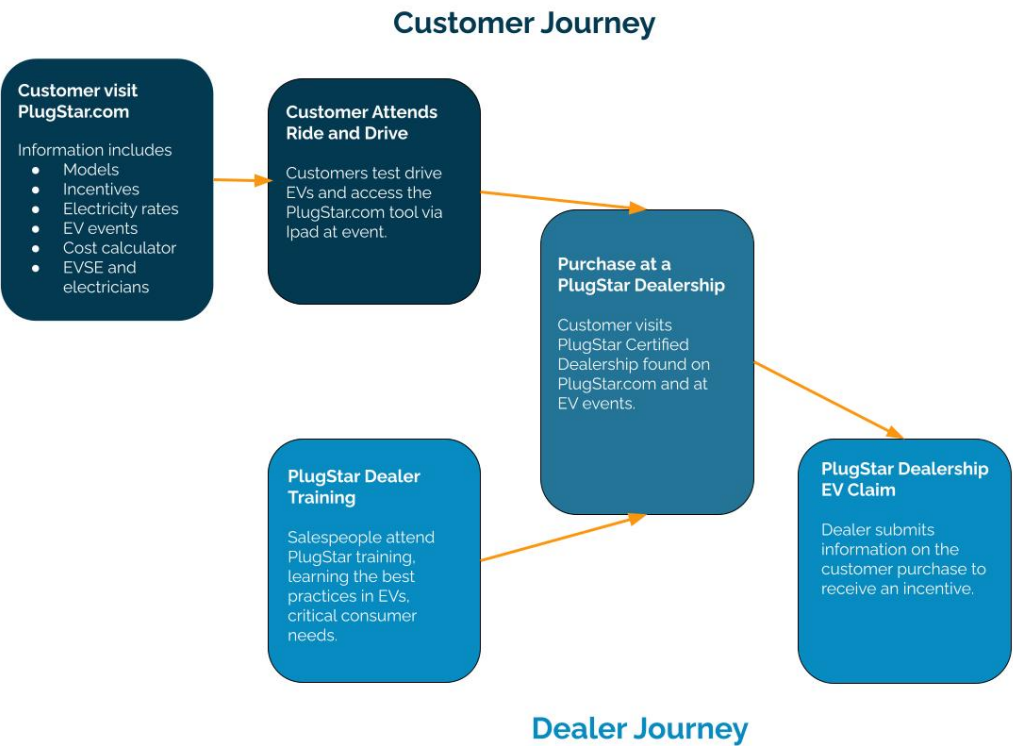 Customer Journey
Customer visit
PlugStar.com
Information includes
● Models
● Incentives
● Electricity rates
● EV events
● Cost calculator
● EVSE and
electricians
Customer Attends
Ride and Drive
Customers test drive
EVs and access the
PlugStar.com tool via
Ipad at event.
Purchase at a
PlugStar Dealership
Customer visits
PlugStar Certified
Dealership found on
PlugStar.com and at
EV events.
PlugStar Dealer
Training
Salespeople attend
PlugStar training,
learning the best
practices in EVs,
critical consumer
needs.
PlugStar Dealership
EV Claim
Dealer submits
information on the
customer purchase to
receive an incentive.
Dealer Journey